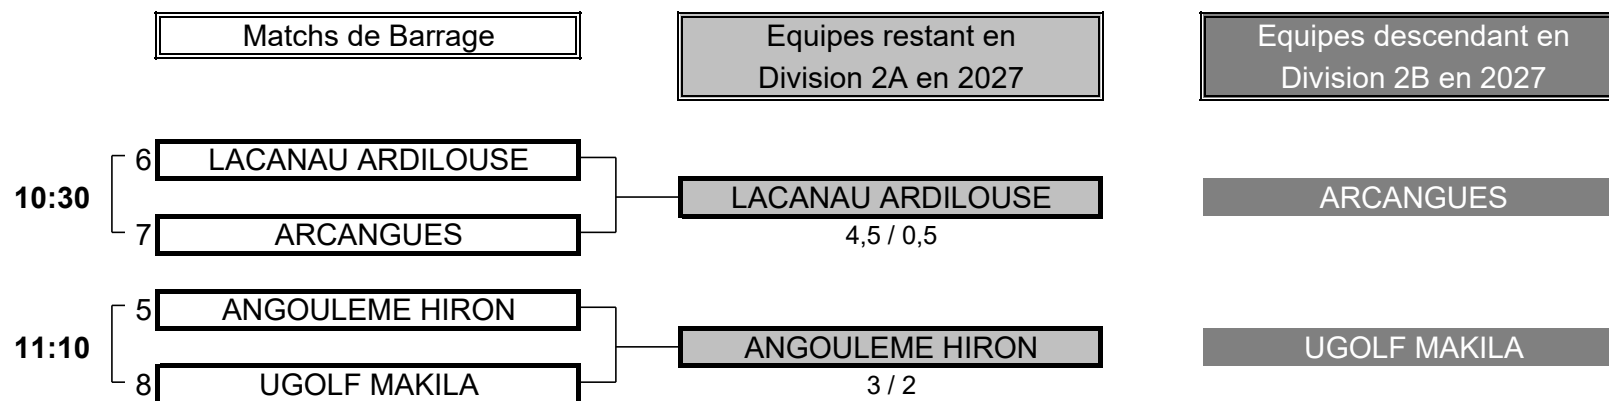 Matchs de Barrage
Equipes restant en
Division 2A en 2027
Equipes descendant en
Division 2B en 2027
6 LACANAU ARDILOUSE
10:30 LACANAU ARDILOUSE ARCANGUES
7 ARCANGUES 4,5 / 0,5
5 ANGOULEME HIRON
11:10 ANGOULEME HIRON UGOLF MAKILA
8 UGOLF MAKILA 3 / 2